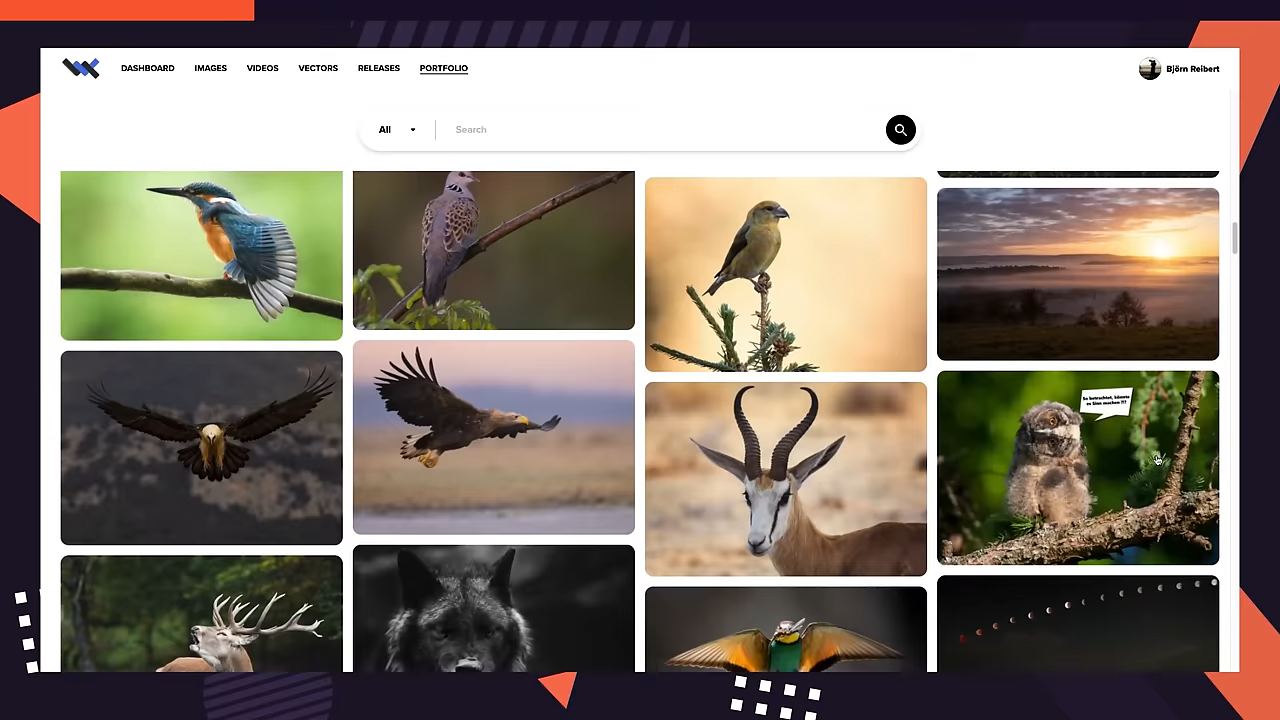 DASHBOARD IMAGES VIDEOS VECTORS RELEASES PORTFOLIO Björn Reibert
All Search
So betrachtet, könnte
es Sinn machen ?!?